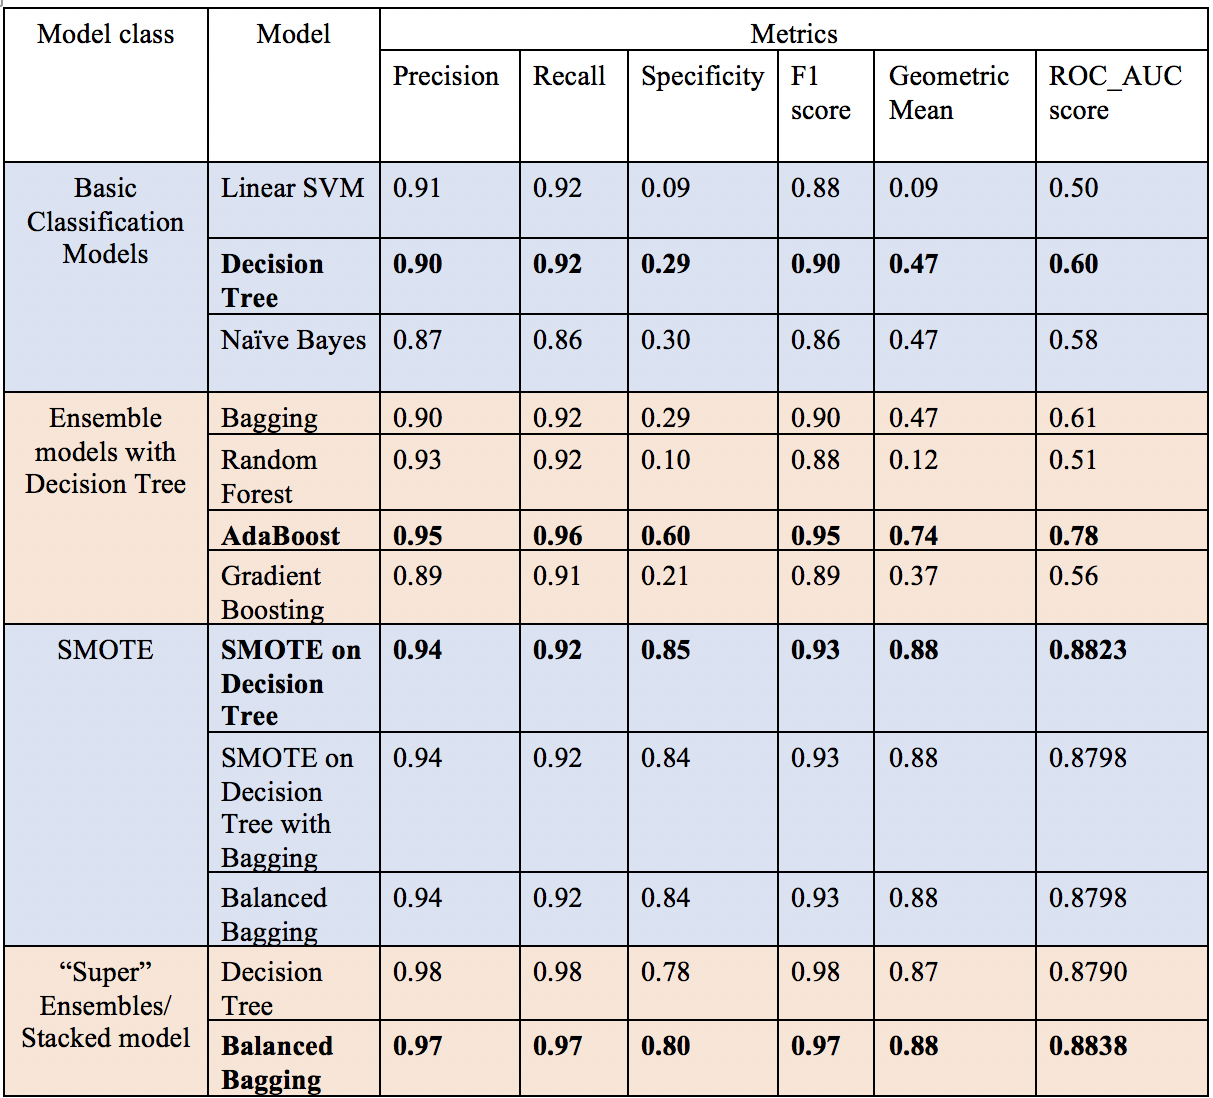 Model class Model Metrics
Precision Recall Specificity F1 score Geometric Mean ROC_AUC score
Basic Classification Models
Linear SVM 0.91 0.92 0.09 0.88 0.09 0.50
Decision Tree 0.90 0.92 0.29 0.90 0.47 0.60
Naïve Bayes 0.87 0.86 0.30 0.86 0.47 0.58
Ensemble models with Decision Tree
Bagging 0.90 0.92 0.29 0.90 0.47 0.61
Random Forest 0.93 0.92 0.10 0.88 0.12 0.51
AdaBoost 0.95 0.96 0.60 0.95 0.74 0.78
Gradient Boosting 0.89 0.91 0.21 0.89 0.37 0.56
SMOTE
SMOTE on Decision Tree 0.94 0.92 0.85 0.93 0.88 0.8823
SMOTE on Decision Tree with Bagging 0.94 0.92 0.84 0.93 0.88 0.8798
Balanced Bagging 0.94 0.92 0.84 0.93 0.88 0.8798
“Super” Ensembles/ Stacked model
Decision Tree 0.98 0.98 0.78 0.98 0.87 0.8790
Balanced Bagging 0.97 0.97 0.80 0.97 0.88 0.8838